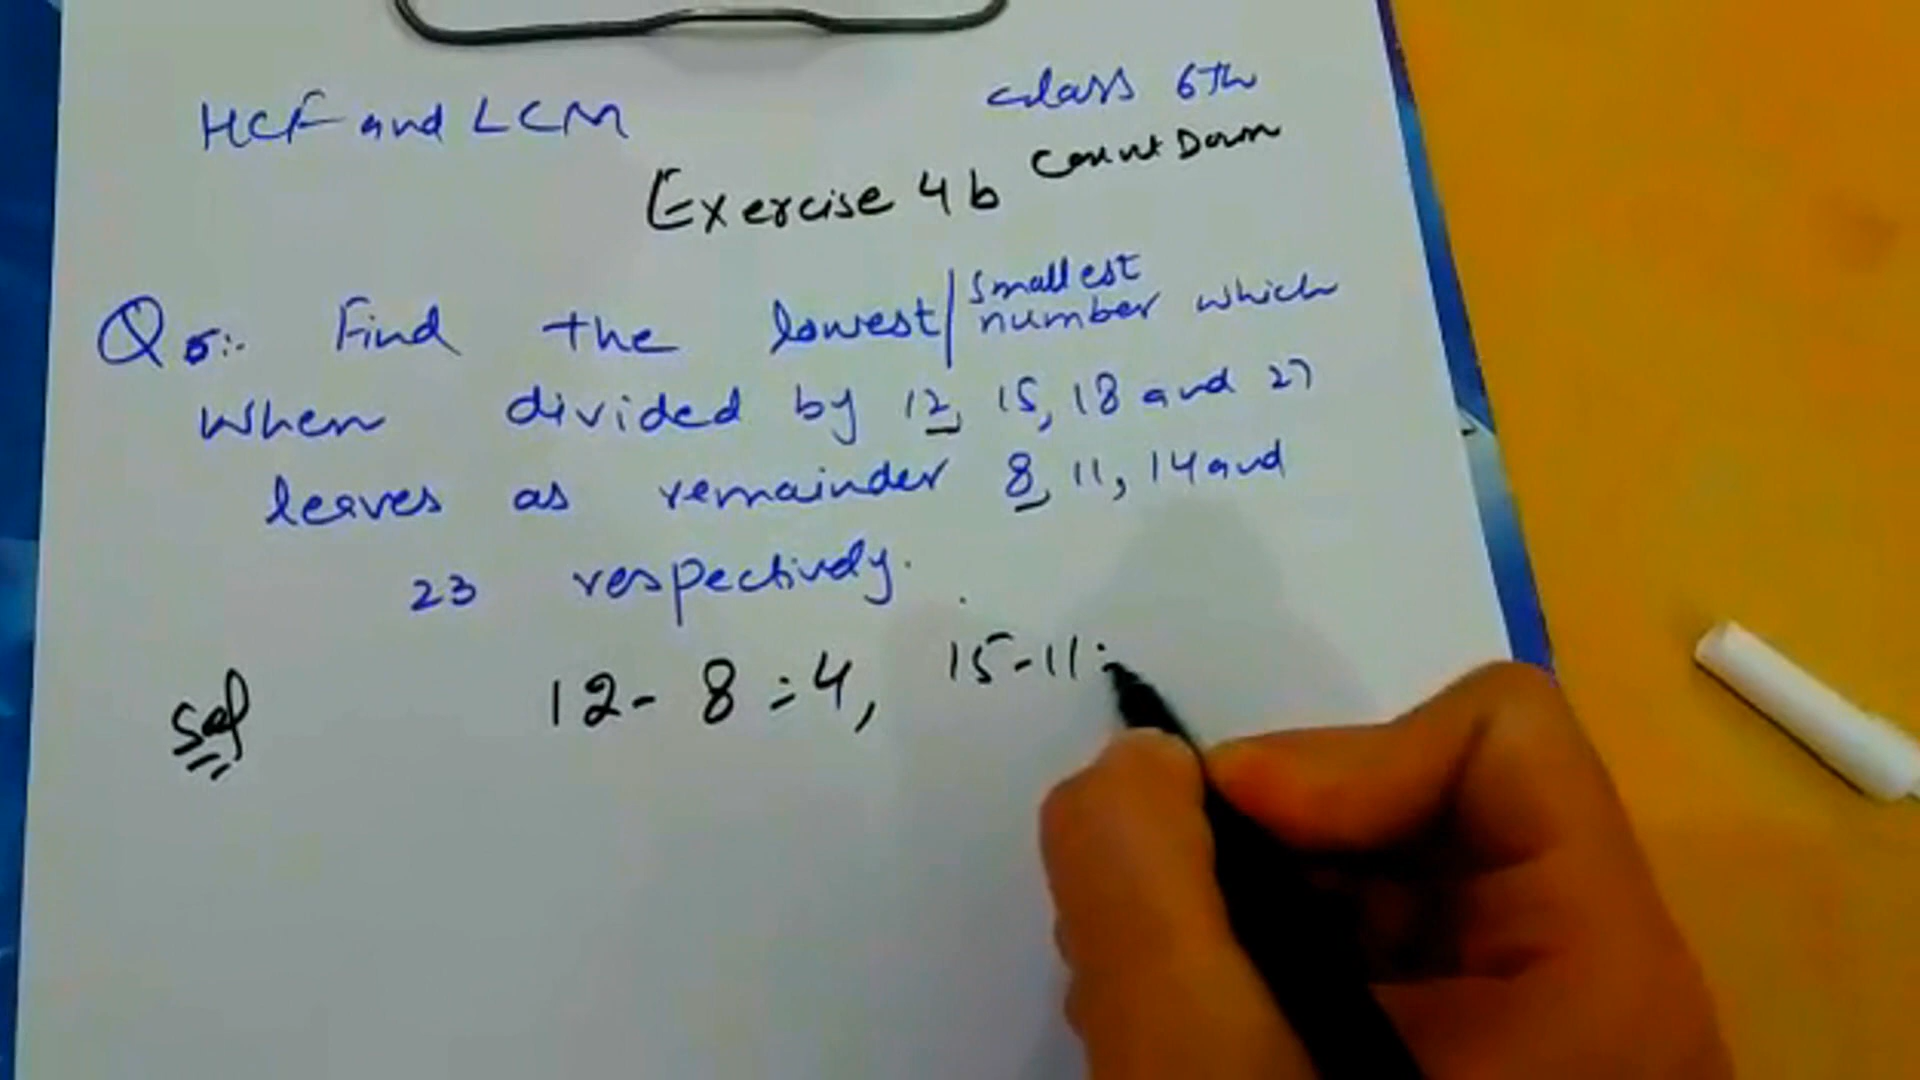 HCF and LCM
class 6th
Count Down
Exercise 4b
Q5:- Find the lowest/smallest number which
when divided by 12, 15, 18 and 27
leaves as remainder 8, 11, 14 and
23 respectively.
Sol
12 - 8 = 4, 15 - 11 =